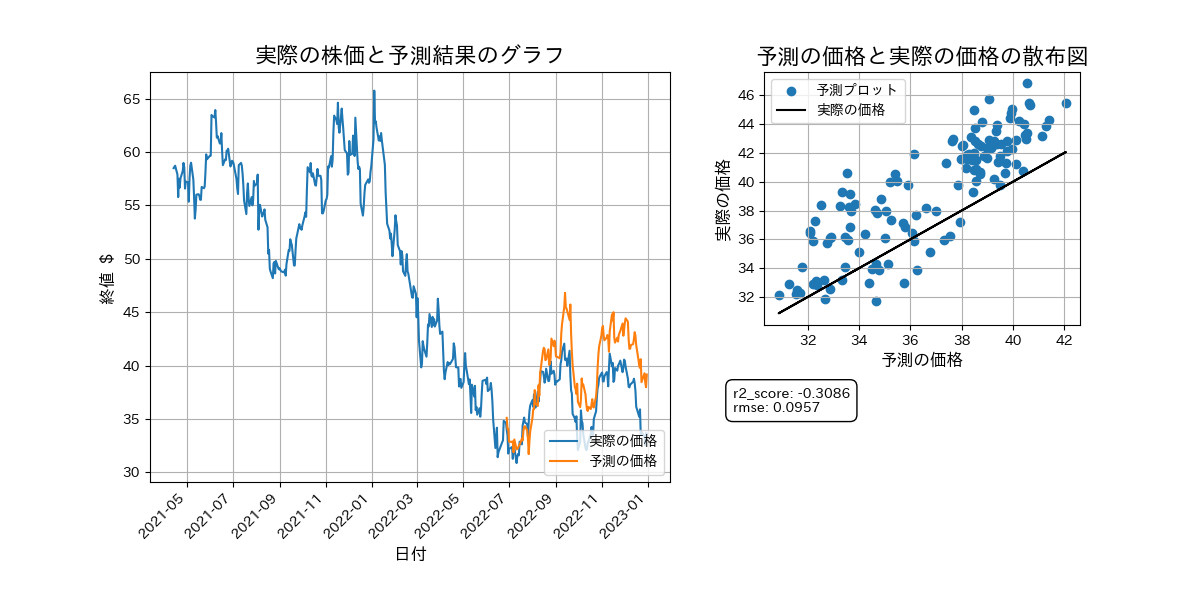 実際の株価と予測結果のグラフ
65
60
55
50
45
40
35
30
終値 $
2021-05
2021-07
2021-09
2021-11
2022-01
2022-03
2022-05
2022-07
2022-09
2022-11
2023-01
日付
実際の価格
予測の価格
予測の価格と実際の価格の散布図
予測プロット
実際の価格
46
44
42
40
38
36
34
32
実際の価格
32
34
36
38
40
42
予測の価格
r2_score: -0.3086
rmse: 0.0957